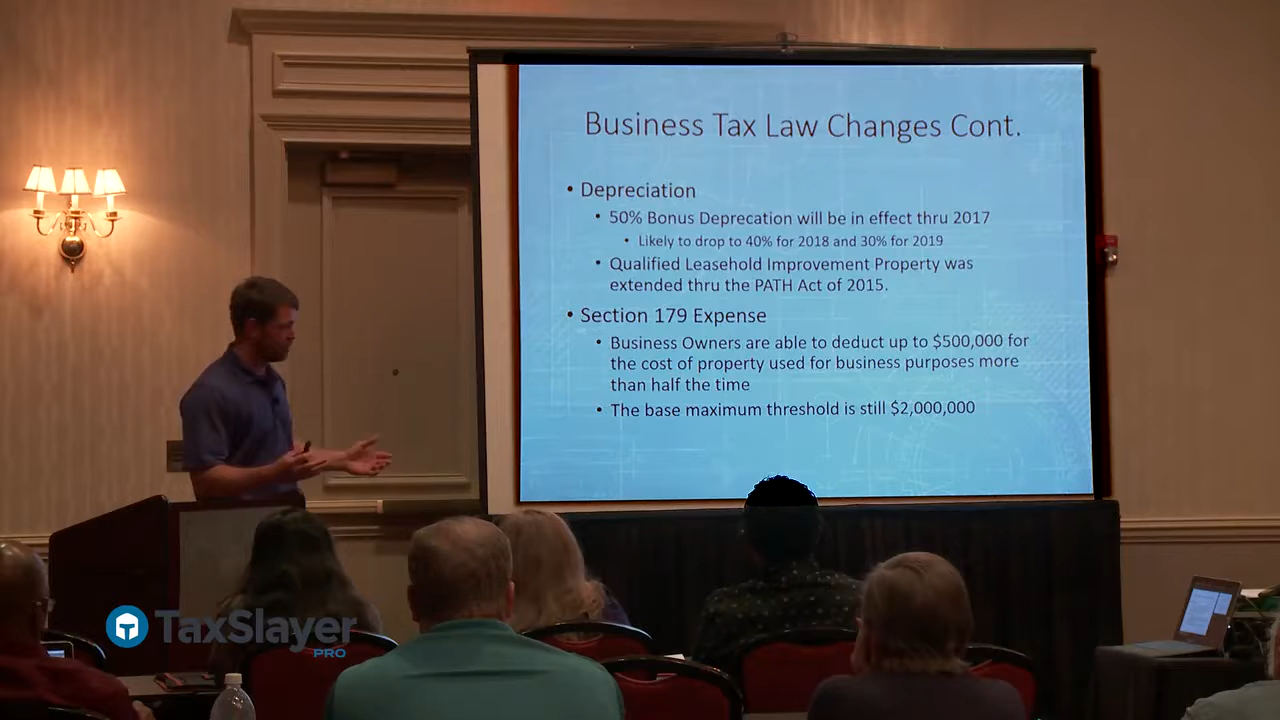 Business Tax Law Changes Cont.
• Depreciation
• 50% Bonus Deprecation will be in effect thru 2017
• Likely to drop to 40% for 2018 and 30% for 2019
• Qualified Leasehold Improvement Property was
extended thru the PATH Act of 2015.
• Section 179 Expense
• Business Owners are able to deduct up to $500,000 for
the cost of property used for business purposes more
than half the time
• The base maximum threshold is still $2,000,000
TaxSlayer
PRO